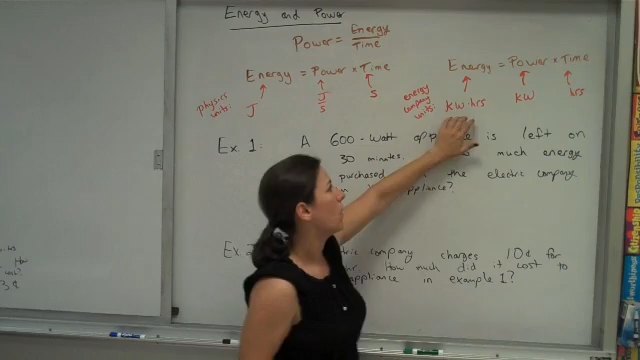 Energy and Power
Power = Energy
Time
Energy = Power × Time
Energy = Power × Time
physics units: J J/s s
energy company units: kW·hrs kW hrs
Ex 1: A 600-Watt is left on
30 minutes. much energy
purchased the electric company
appliance?
Ex company charges 10¢ for
How much did it cost to
appliance in example 1?